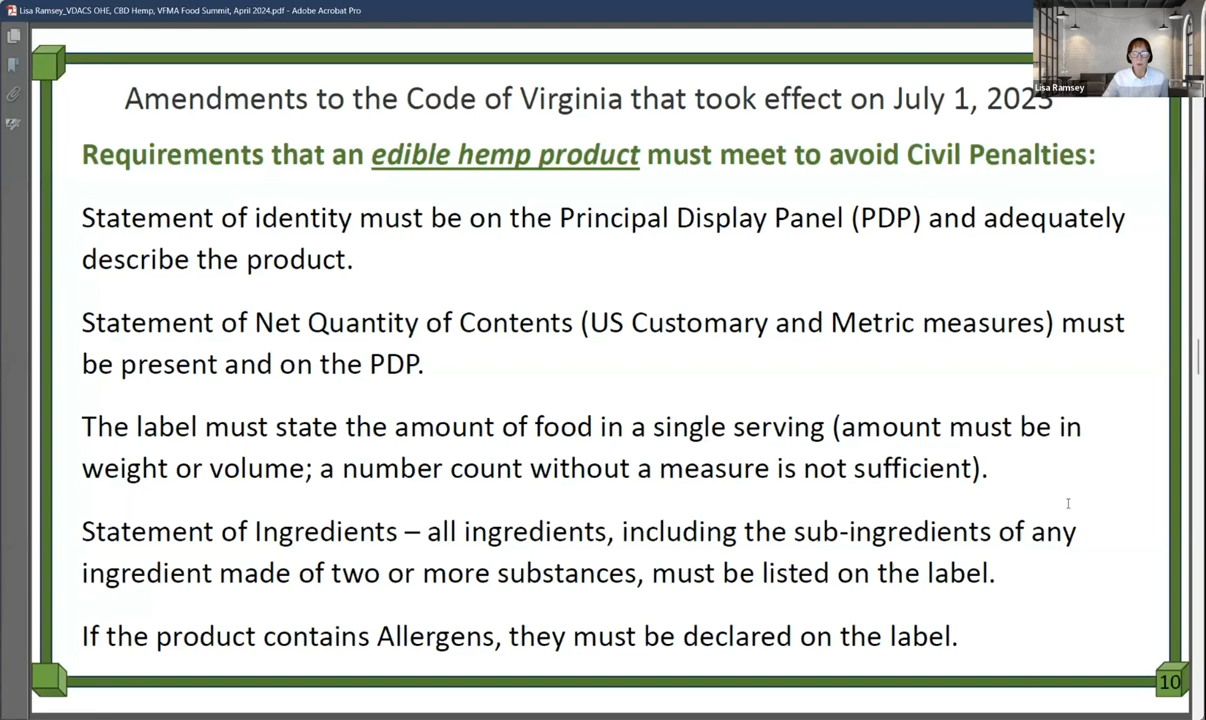 Lisa Ramsey_VDACS OHE, CBD Hemp, VFMA Food Summit, April 2024.pdf - Adobe Acrobat Pro
Lisa Ramsey
Amendments to the Code of Virginia that took effect on July 1, 2023
Requirements that an edible hemp product must meet to avoid Civil Penalties:
Statement of identity must be on the Principal Display Panel (PDP) and adequately
describe the product.
Statement of Net Quantity of Contents (US Customary and Metric measures) must
be present and on the PDP.
The label must state the amount of food in a single serving (amount must be in
weight or volume; a number count without a measure is not sufficient).
Statement of Ingredients – all ingredients, including the sub-ingredients of any
ingredient made of two or more substances, must be listed on the label.
If the product contains Allergens, they must be declared on the label.
10